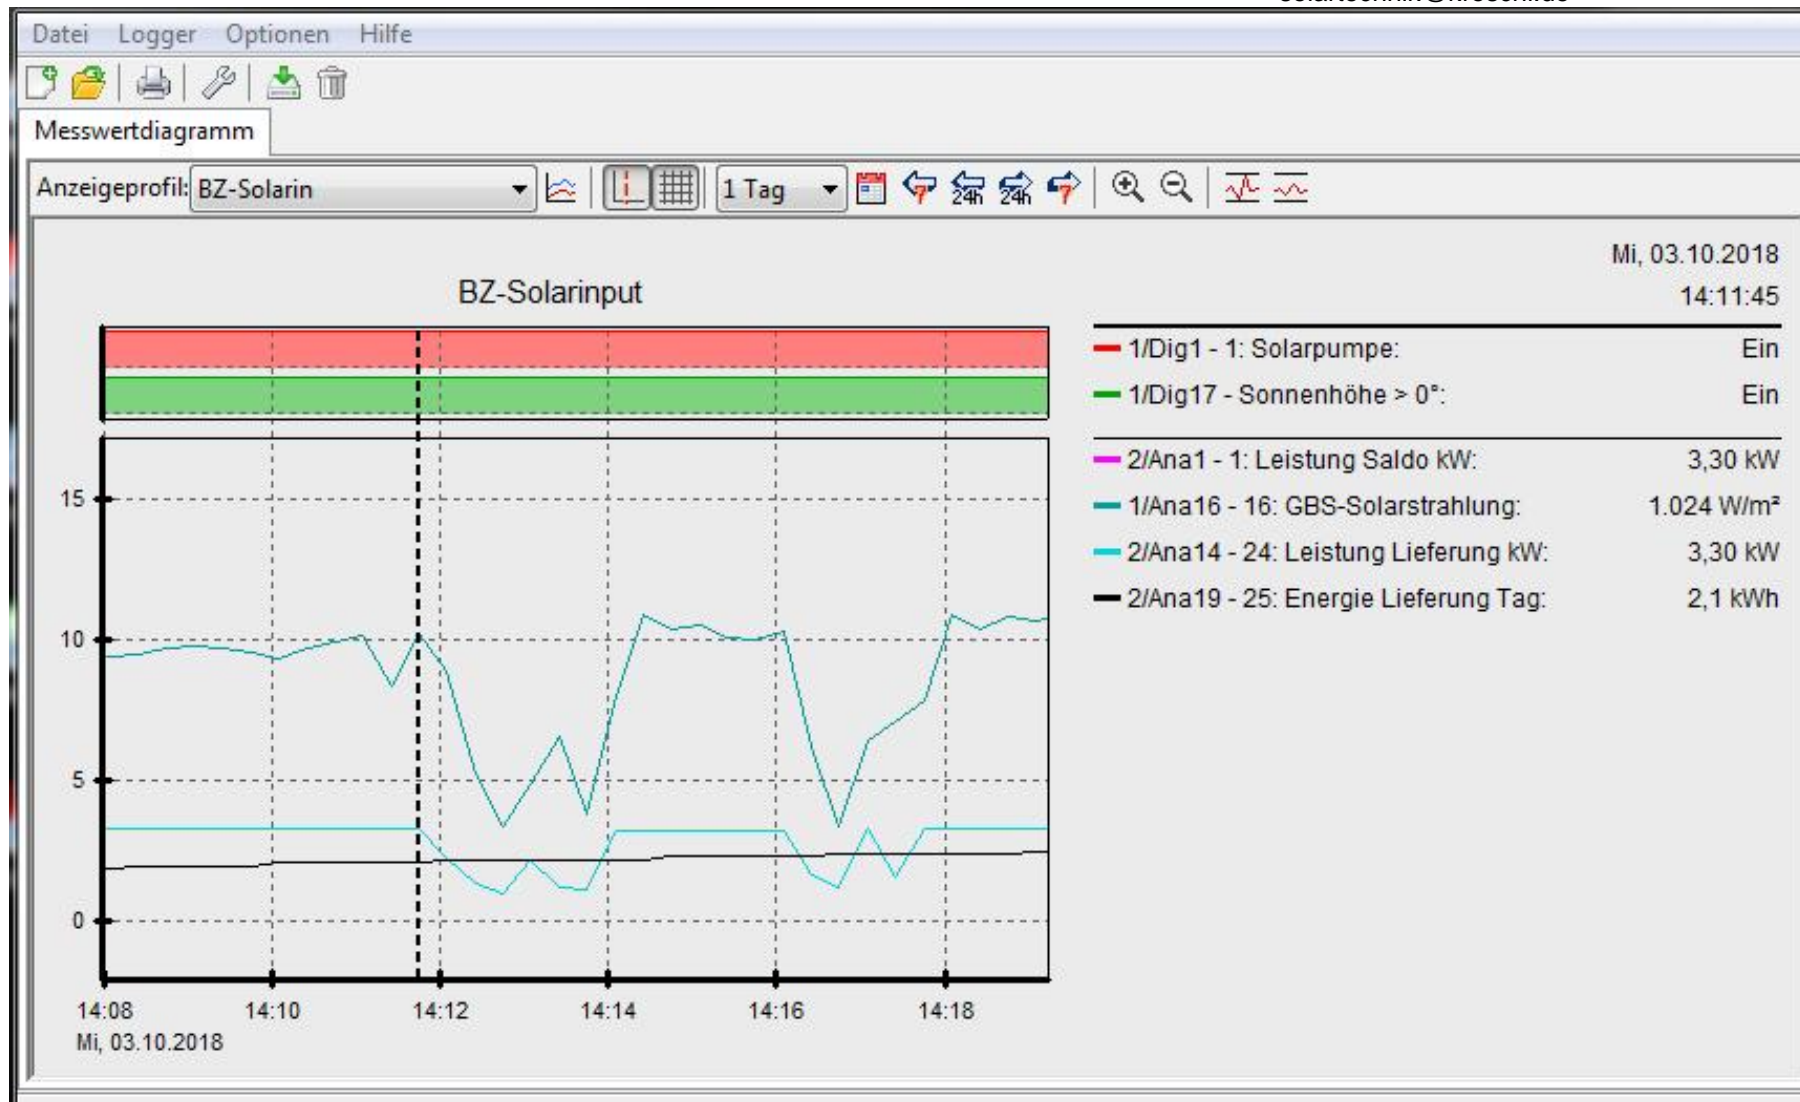 Datei Logger Optionen Hilfe
Messwertdiagramm
Anzeigeprofil: BZ-Solarin 1 Tag 7 24h 24h 7
Mi, 03.10.2018
14:11:45
BZ-Solarinput
1/Dig1 - 1: Solarpumpe: Ein
1/Dig17 - Sonnenhöhe > 0°: Ein
2/Ana1 - 1: Leistung Saldo kW: 3,30 kW
1/Ana16 - 16: GBS-Solarstrahlung: 1.024 W/m²
2/Ana14 - 24: Leistung Lieferung kW: 3,30 kW
2/Ana19 - 25: Energie Lieferung Tag: 2,1 kWh
15
10
5
0
14:08 14:10 14:12 14:14 14:16 14:18
Mi, 03.10.2018